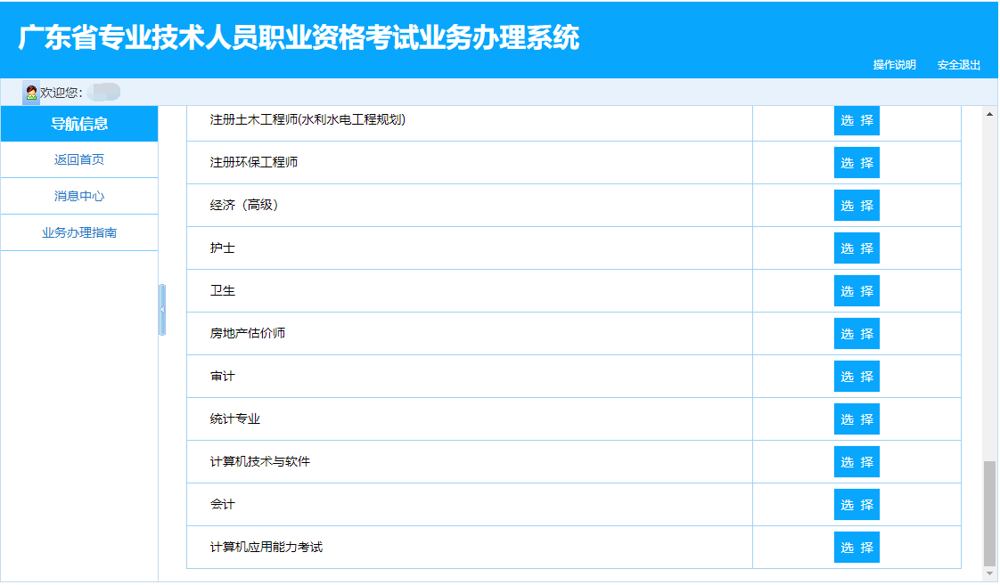 广东省专业技术人员职业资格考试业务办理系统
操作说明 安全退出
欢迎您：
导航信息
返回首页
消息中心
业务办理指南
注册土木工程师(水利水电工程规划) 选 择
注册环保工程师 选 择
经济（高级） 选 择
护士 选 择
卫生 选 择
房地产估价师 选 择
审计 选 择
统计专业 选 择
计算机技术与软件 选 择
会计 选 择
计算机应用能力考试 选 择